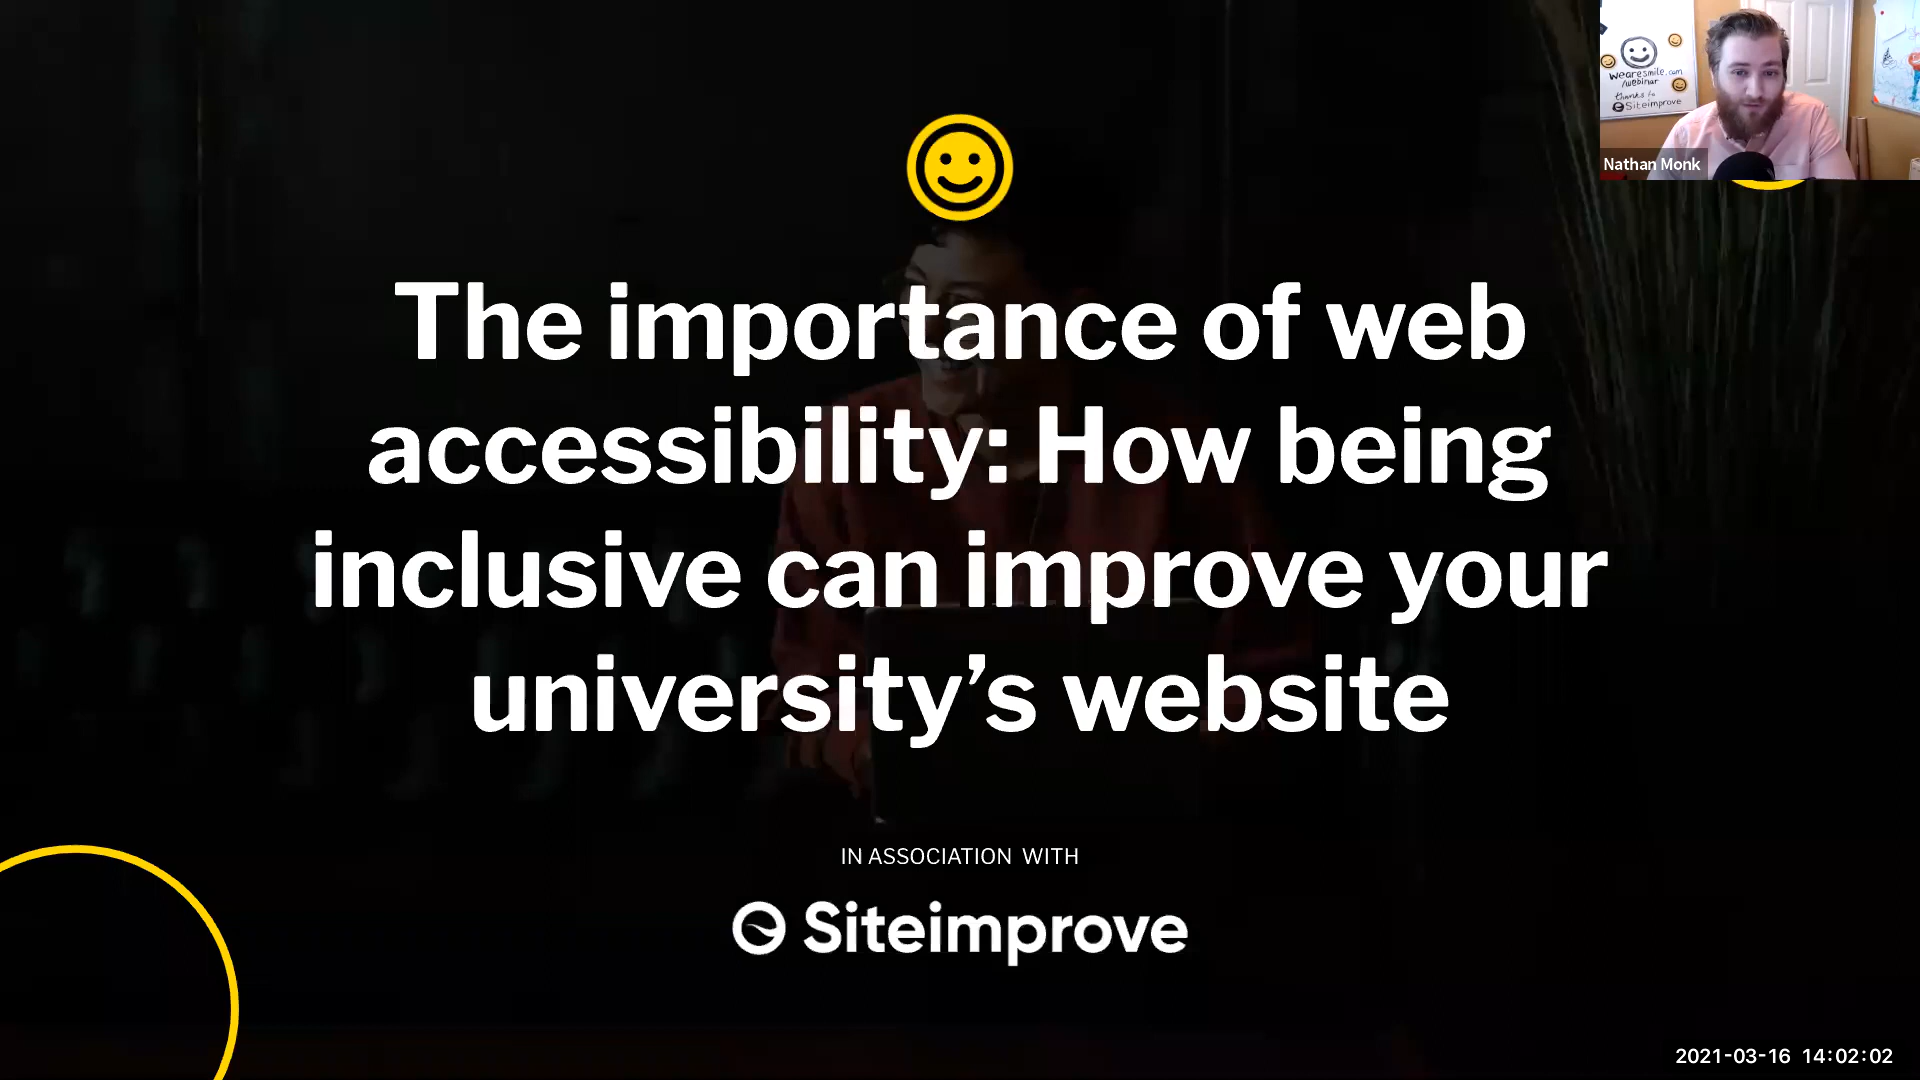 wearesmile.com
/webinar
thanks to
Siteimprove
Nathan Monk
The importance of web
accessibility: How being
inclusive can improve your
university’s website
IN ASSOCIATION WITH
Siteimprove
2021-03-16 14:02:02